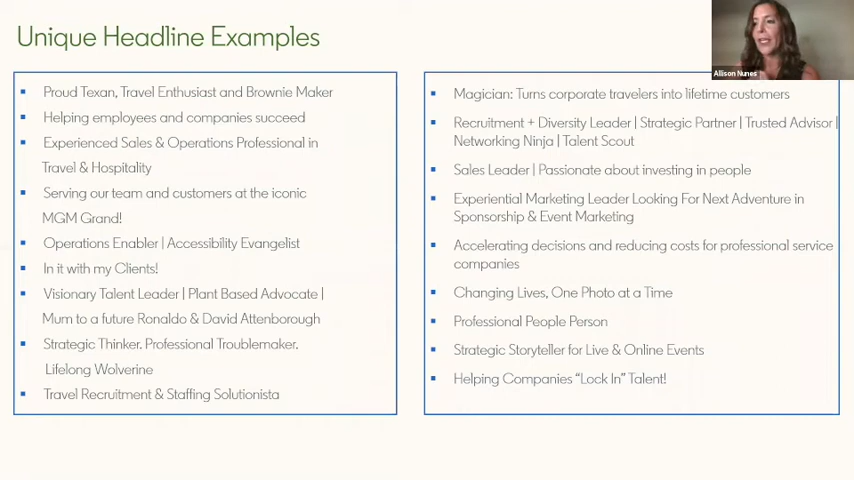 Unique Headline Examples
Allison Nunes
Proud Texan, Travel Enthusiast and Brownie Maker
Helping employees and companies succeed
Experienced Sales & Operations Professional in
Travel & Hospitality
Serving our team and customers at the iconic
MGM Grand!
Operations Enabler | Accessibility Evangelist
In it with my Clients!
Visionary Talent Leader | Plant Based Advocate |
Mum to a future Ronaldo & David Attenborough
Strategic Thinker. Professional Troublemaker.
Lifelong Wolverine
Travel Recruitment & Staffing Solutionista
Magician: Turns corporate travelers into lifetime customers
Recruitment + Diversity Leader | Strategic Partner | Trusted Advisor |
Networking Ninja | Talent Scout
Sales Leader | Passionate about investing in people
Experiential Marketing Leader Looking For Next Adventure in
Sponsorship & Event Marketing
Accelerating decisions and reducing costs for professional service
companies
Changing Lives, One Photo at a Time
Professional People Person
Strategic Storyteller for Live & Online Events
Helping Companies “Lock In” Talent!